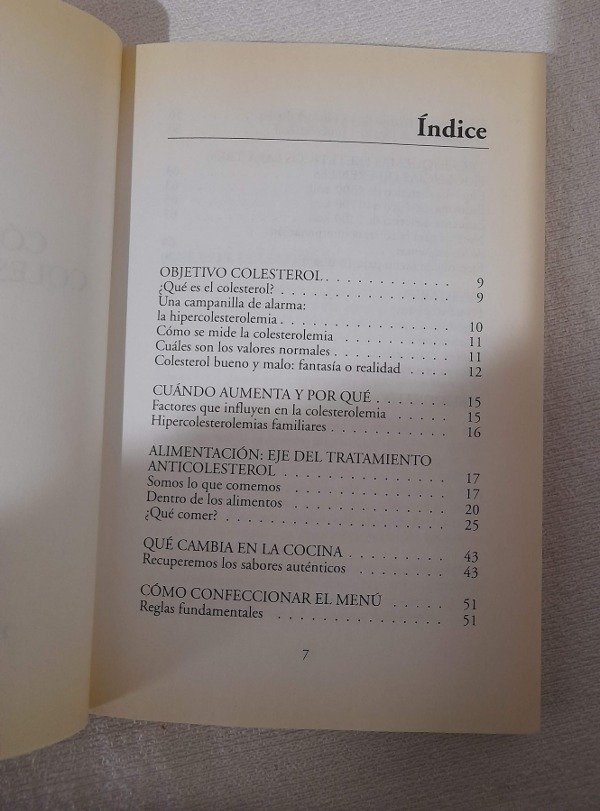 Índice
OBJETIVO COLESTEROL . . . . . . . . . . . . 9
¿Qué es el colesterol? . . . . . . . . . . . . . . 9
Una campanilla de alarma:
la hipercolesterolemia . . . . . . . . . . . . . . 10
Cómo se mide la colesterolemia . . . . . . . . . 11
Cuáles son los valores normales . . . . . . . . . 11
Colesterol bueno y malo: fantasía o realidad . . . . 12
CUÁNDO AUMENTA Y POR QUÉ . . . . . . . 15
Factores que influyen en la colesterolemia . . . . . 15
Hipercolesterolemias familiares . . . . . . . . . . 16
ALIMENTACIÓN: EJE DEL TRATAMIENTO
ANTICOLESTEROL . . . . . . . . . . . . . . 17
Somos lo que comemos . . . . . . . . . . . . . 17
Dentro de los alimentos . . . . . . . . . . . . . 20
¿Qué comer? . . . . . . . . . . . . . . . . . 25
QUÉ CAMBIA EN LA COCINA . . . . . . . . . 43
Recuperemos los sabores auténticos . . . . . . . . 43
CÓMO CONFECCIONAR EL MENÚ . . . . . . 51
Reglas fundamentales . . . . . . . . . . . . . . 51
7